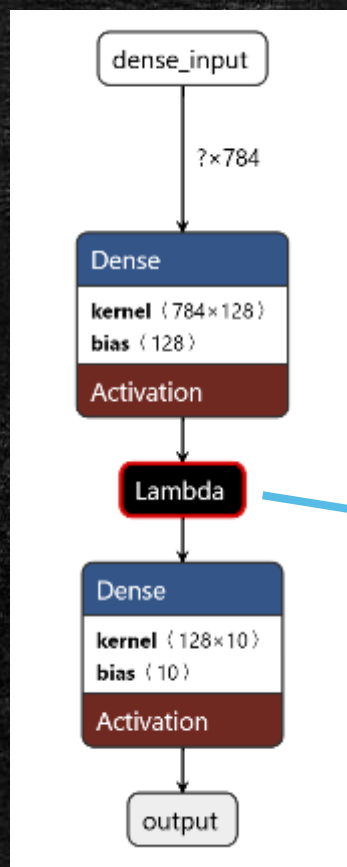 dense_input
?×784
Dense
kernel (784×128)
bias (128)
Activation
Lambda
Dense
kernel (128×10)
bias (10)
Activation
output